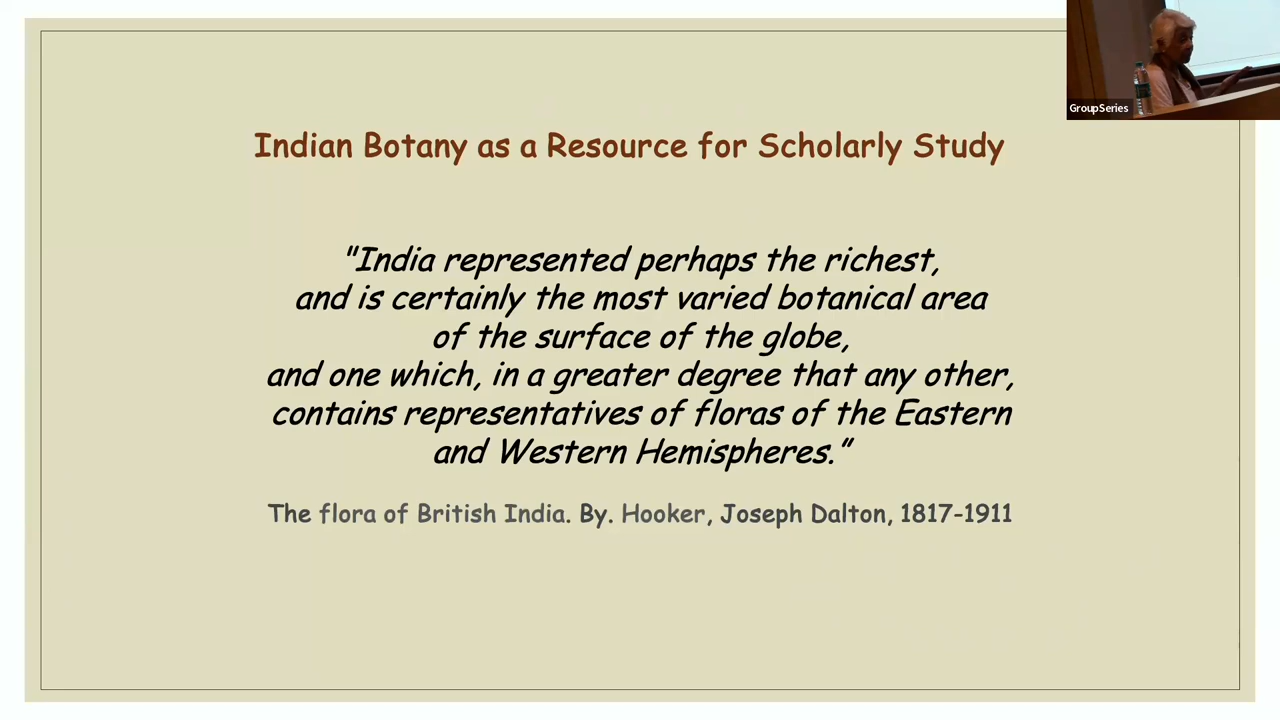 GroupSeries
Indian Botany as a Resource for Scholarly Study
"India represented perhaps the richest,
and is certainly the most varied botanical area
of the surface of the globe,
and one which, in a greater degree that any other,
contains representatives of floras of the Eastern
and Western Hemispheres.”
The flora of British India. By. Hooker, Joseph Dalton, 1817-1911